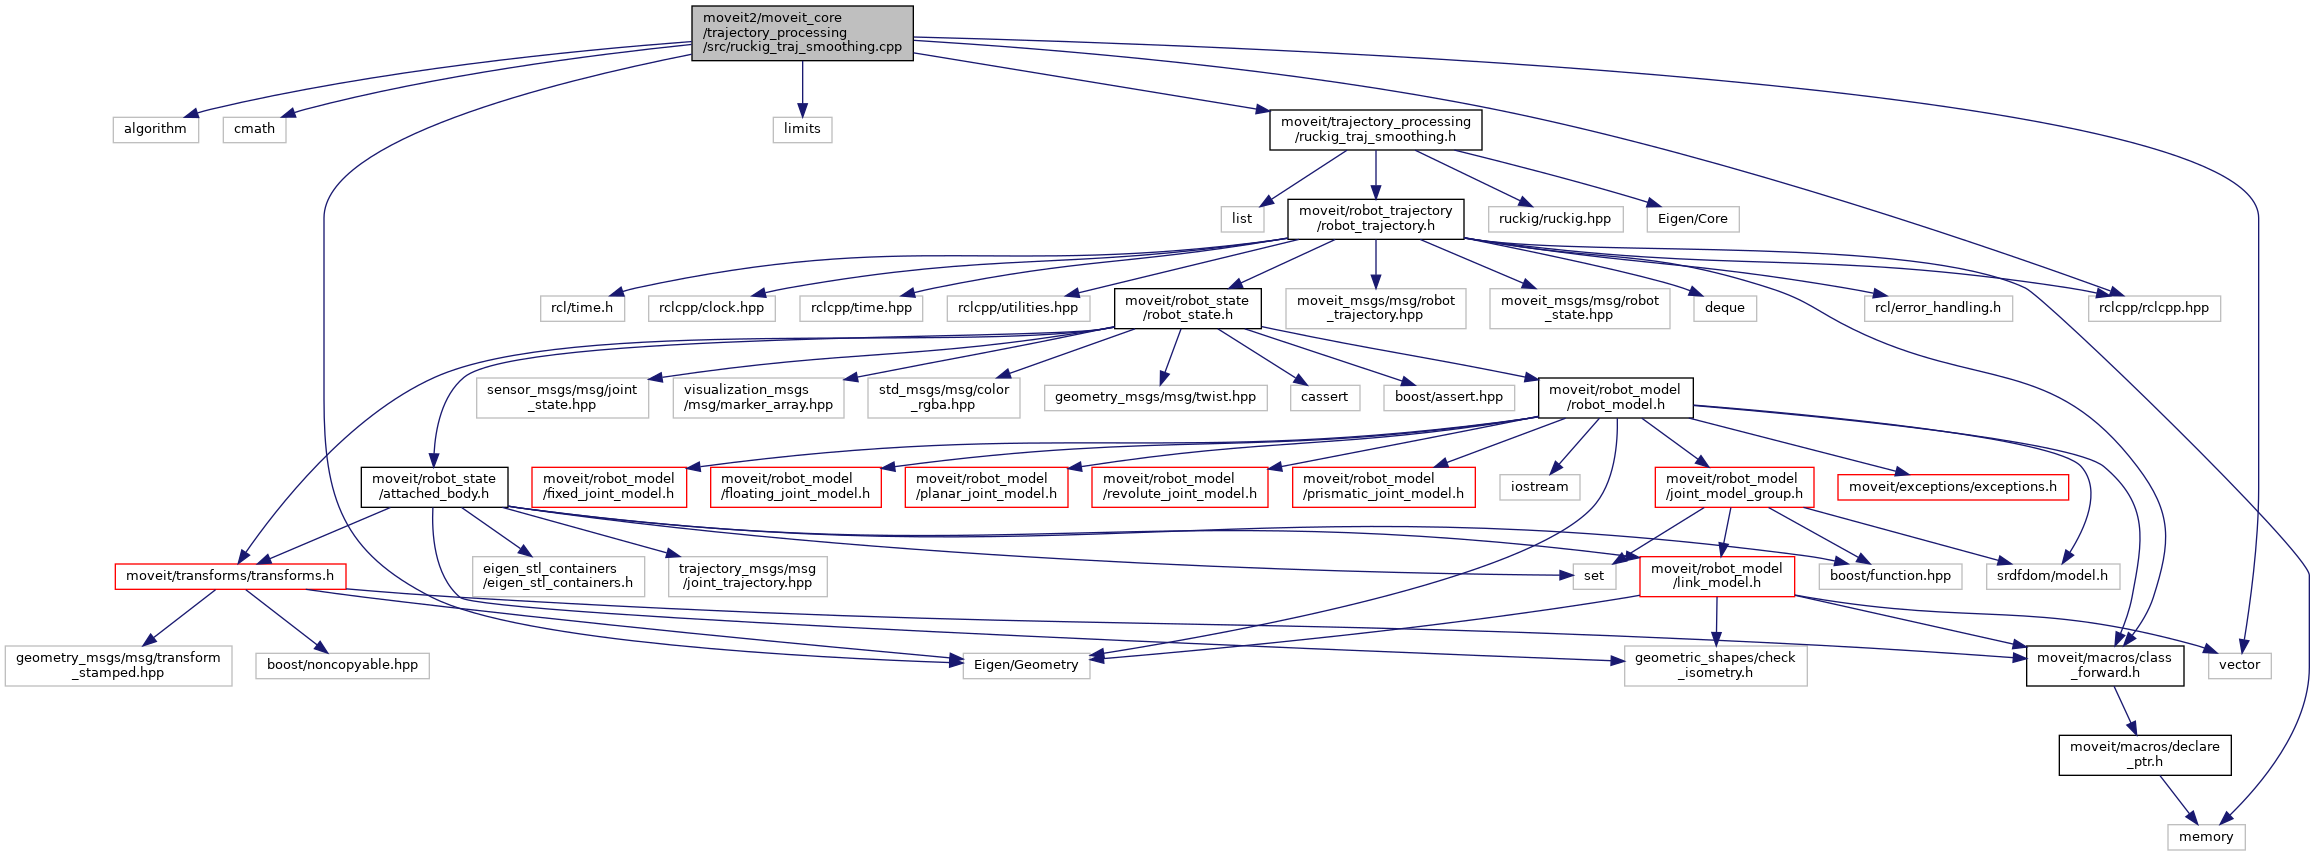 moveit2/moveit_core
/trajectory_processing
/src/ruckig_traj_smoothing.cpp
algorithm
cmath
limits
moveit/trajectory_processing
/ruckig_traj_smoothing.h
list
moveit/robot_trajectory
/robot_trajectory.h
ruckig/ruckig.hpp
Eigen/Core
rcl/time.h
rclcpp/clock.hpp
rclcpp/time.hpp
rclcpp/utilities.hpp
moveit/robot_state
/robot_state.h
moveit_msgs/msg/robot
_trajectory.hpp
moveit_msgs/msg/robot
_state.hpp
deque
rcl/error_handling.h
rclcpp/rclcpp.hpp
sensor_msgs/msg/joint
_state.hpp
visualization_msgs
/msg/marker_array.hpp
std_msgs/msg/color
_rgba.hpp
geometry_msgs/msg/twist.hpp
cassert
boost/assert.hpp
moveit/robot_model
/robot_model.h
moveit/robot_state
/attached_body.h
moveit/robot_model
/fixed_joint_model.h
moveit/robot_model
/floating_joint_model.h
moveit/robot_model
/planar_joint_model.h
moveit/robot_model
/revolute_joint_model.h
moveit/robot_model
/prismatic_joint_model.h
iostream
moveit/robot_model
/joint_model_group.h
moveit/exceptions/exceptions.h
moveit/transforms/transforms.h
eigen_stl_containers
/eigen_stl_containers.h
trajectory_msgs/msg
/joint_trajectory.hpp
set
moveit/robot_model
/link_model.h
boost/function.hpp
srdfdom/model.h
geometry_msgs/msg/transform
_stamped.hpp
boost/noncopyable.hpp
Eigen/Geometry
geometric_shapes/check
_isometry.h
moveit/macros/class
_forward.h
vector
moveit/macros/declare
_ptr.h
memory